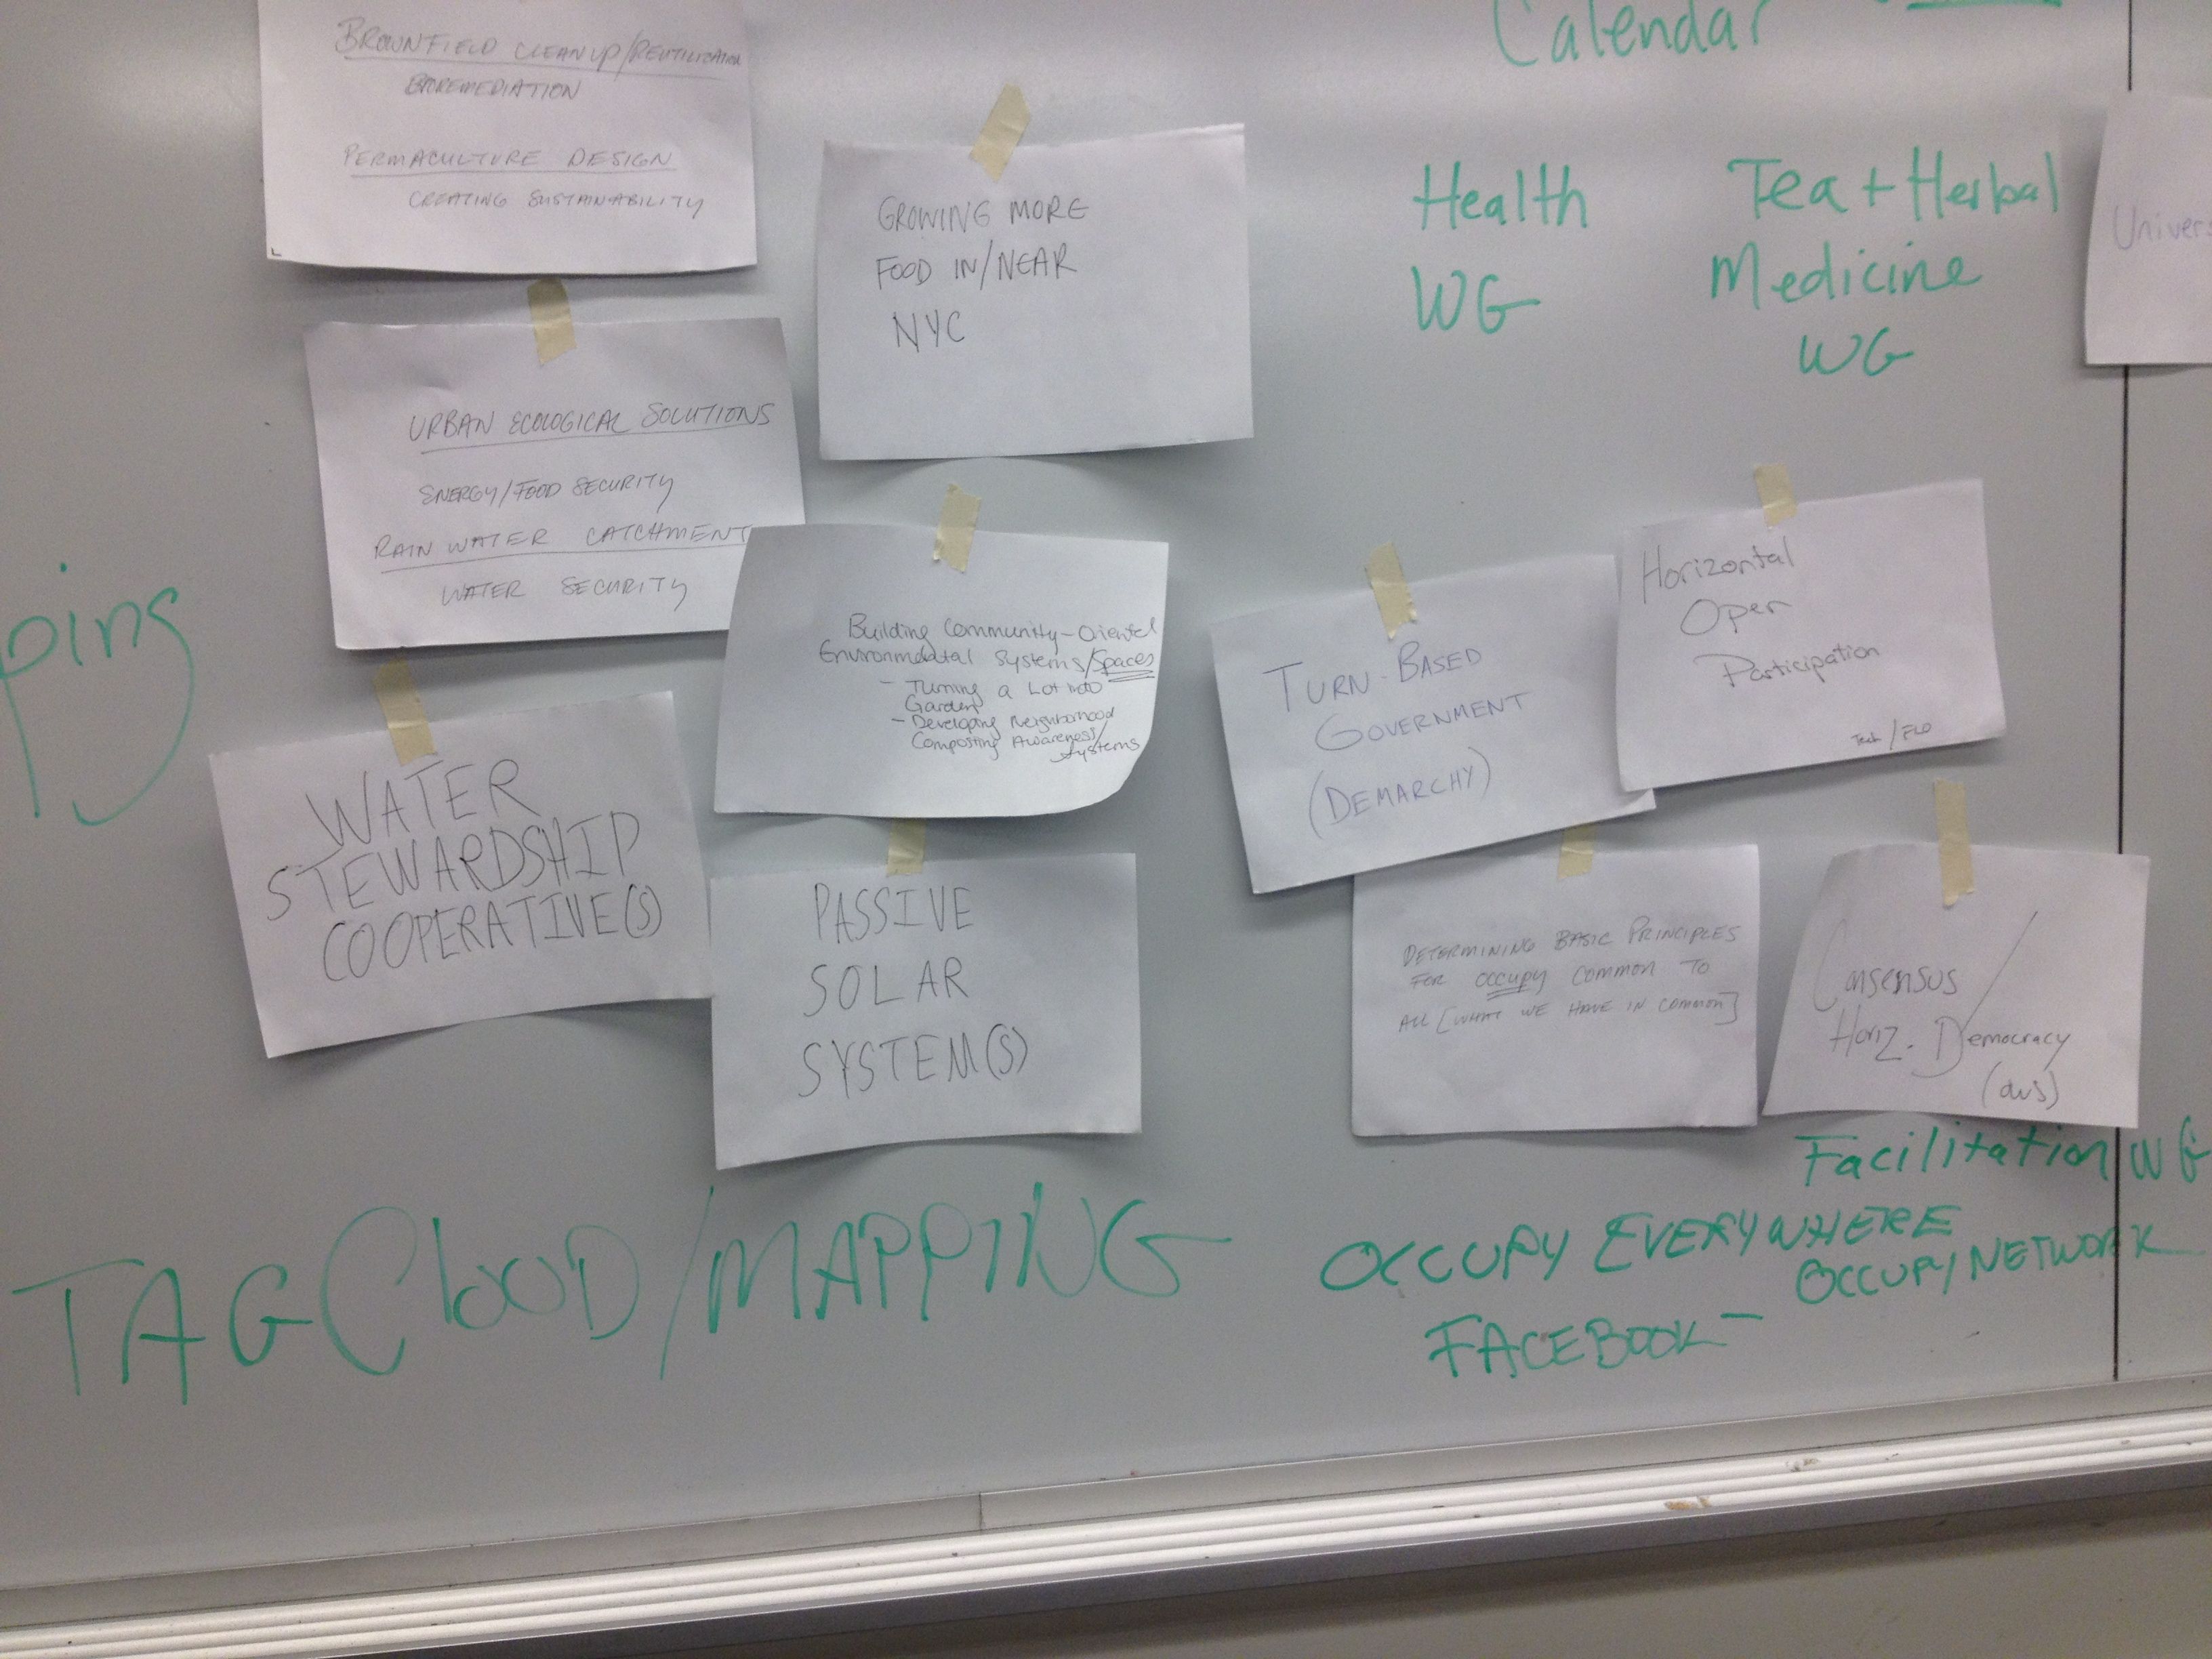 BROWNFIELD CLEANUP/REUTILIZATION
BIOREMEDIATION
PERMACULTURE DESIGN
CREATING SUSTAINABILITY
GROWING MORE
FOOD IN/NEAR
NYC
URBAN ECOLOGICAL SOLUTIONS
ENERGY/FOOD SECURITY
RAIN WATER CATCHMENT
WATER SECURITY
Building Community-Oriented
Environmental Systems/Spaces
- Turning a Lot into
Garden
- Developing Neighborhood
Composting Awareness/
Systems
WATER
STEWARDSHIP
COOPERATIVE(S)
PASSIVE
SOLAR
SYSTEM(S)
ping
TAG CloUD/MAPPING
Calendar
Health
WG
Tea + Herbal
Medicine
WG
Univers
TURN-BASED
GOVERNMENT
(DEMARCHY)
Horizontal
Open
Participation
Tech/FLO
DETERMINING BASIC PRINCIPLES
FOR OCCUPY COMMON TO
ALL [WHAT WE HAVE IN COMMON]
Consensus /
Horiz. Democracy
Facilitation WG
OCCUPY EVERYWHERE
OCCUPY NETWORK
FACEBOOK -